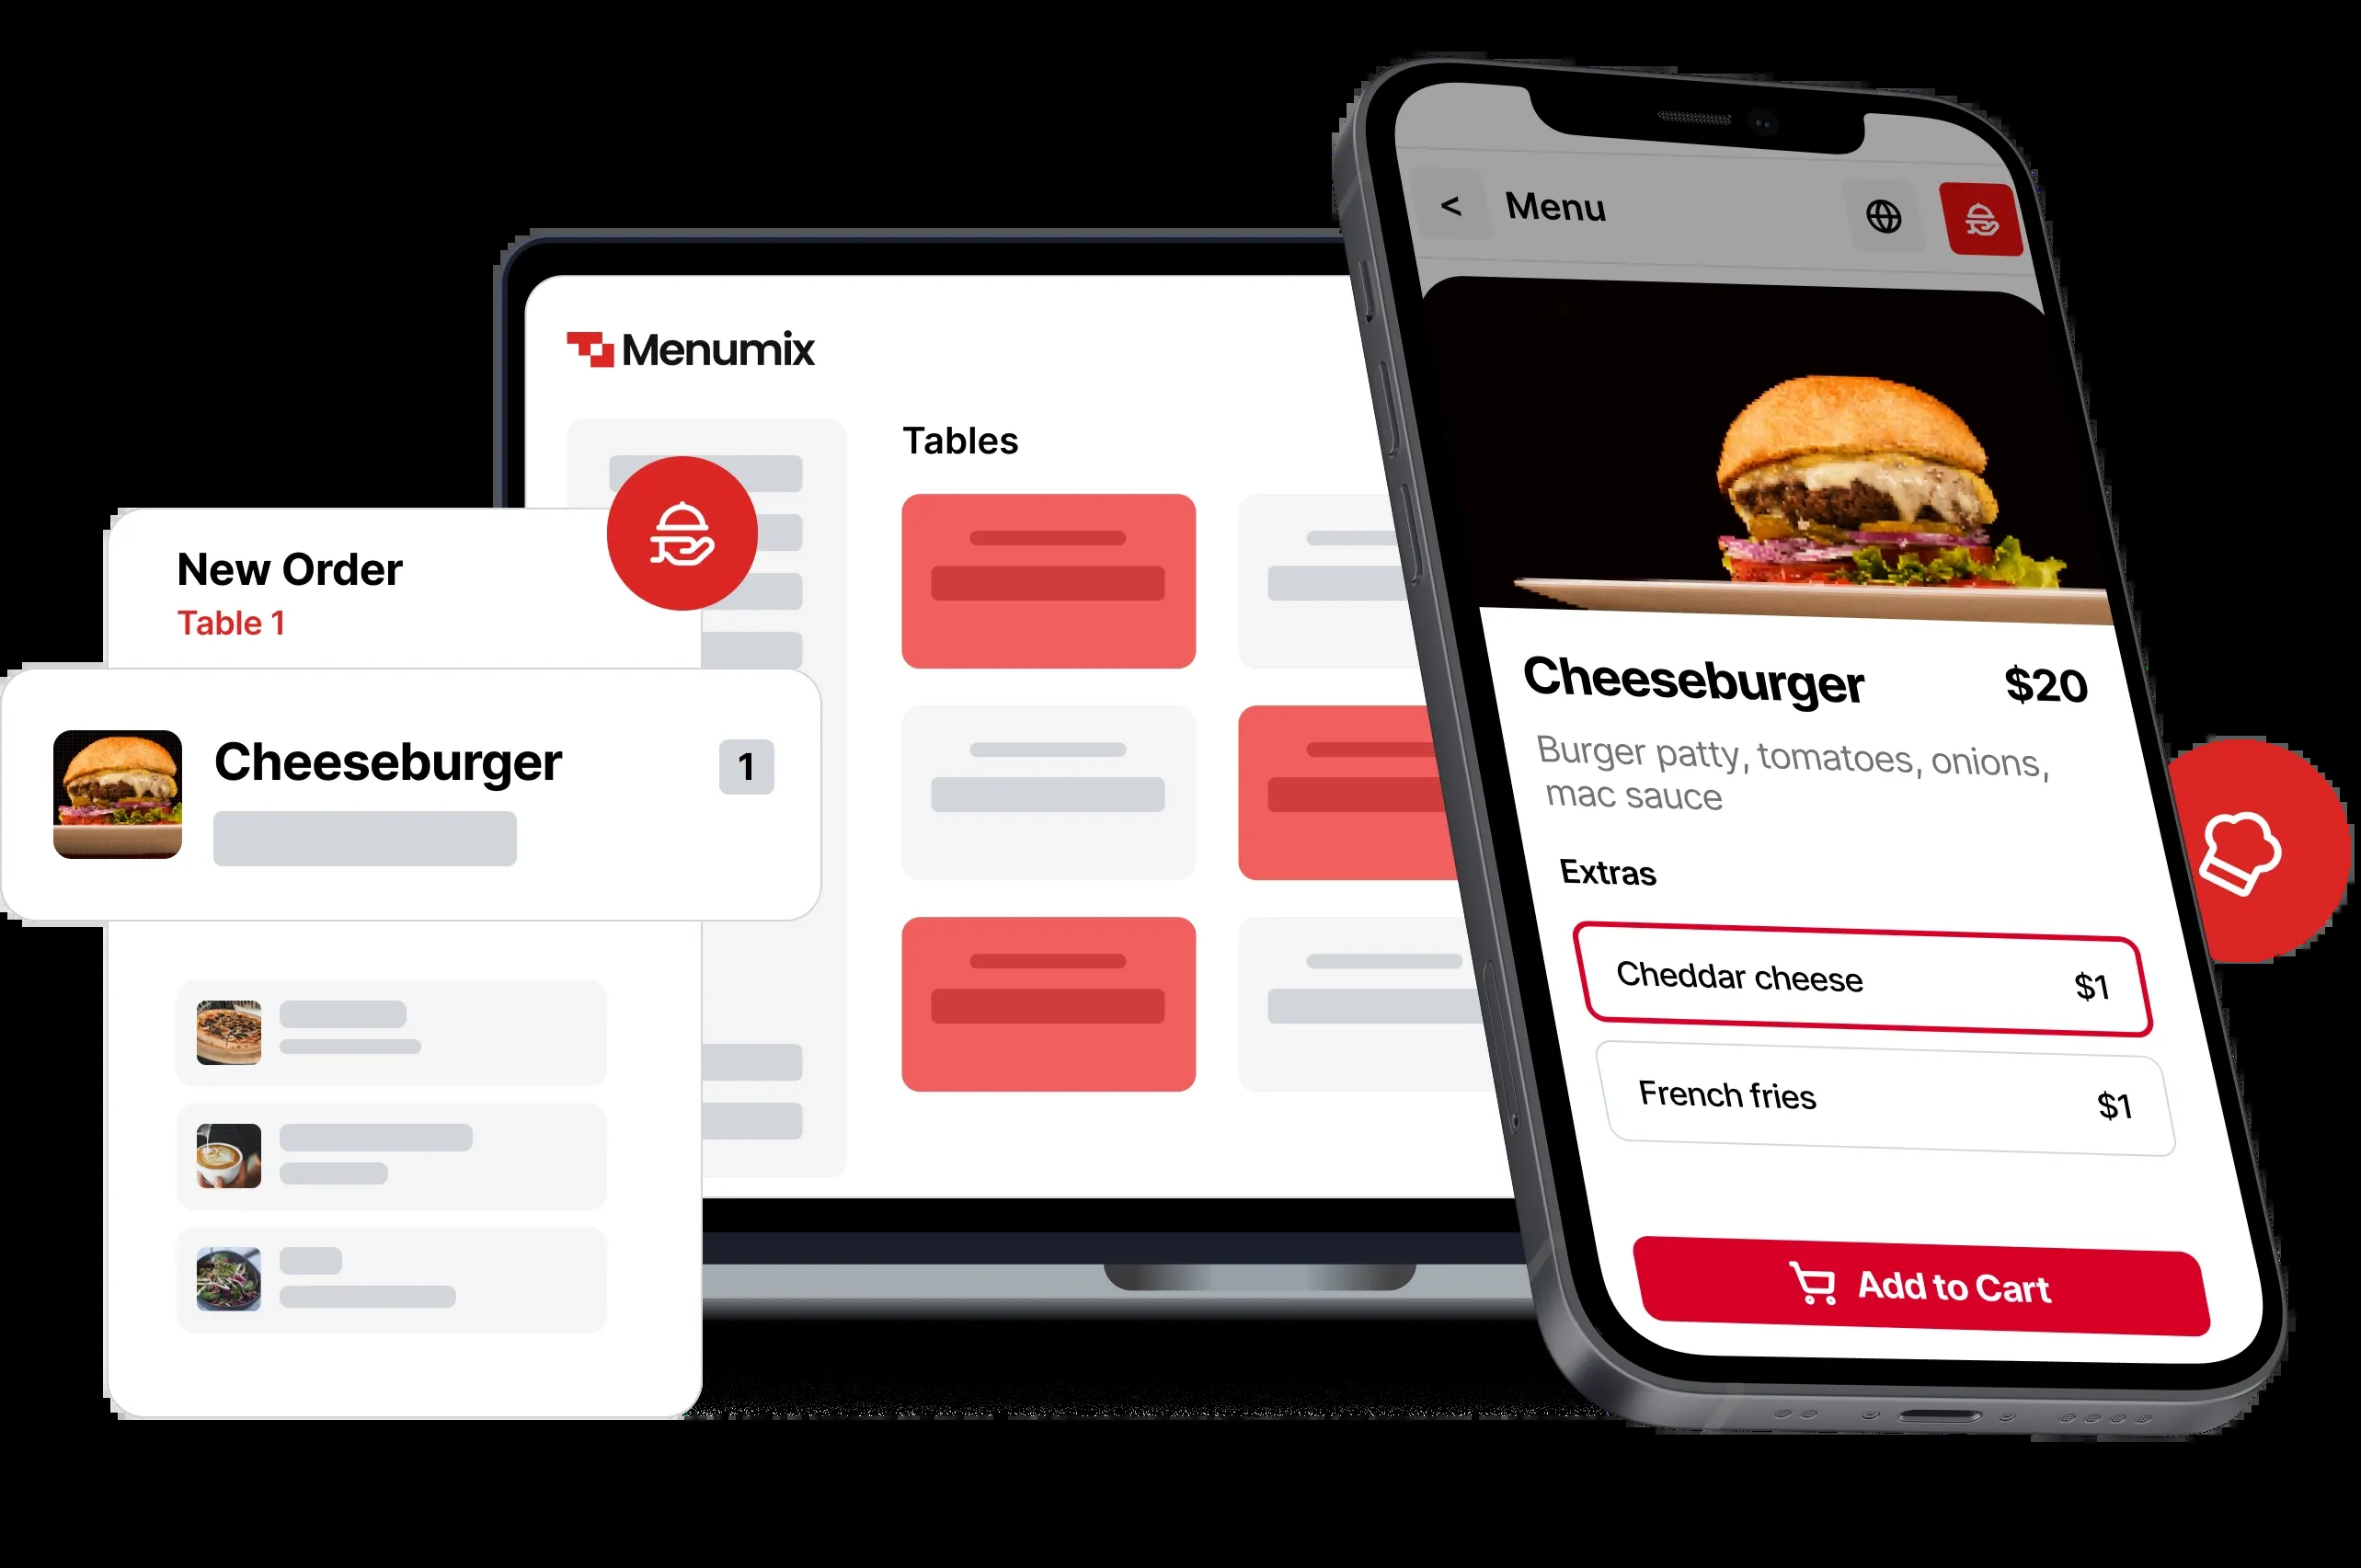 Menumix
Tables
New Order
Table 1
Cheeseburger
1
<
Menu
Cheeseburger
$20
Burger patty, tomatoes, onions,
mac sauce
Extras
Cheddar cheese
$1
French fries
$1
Add to Cart